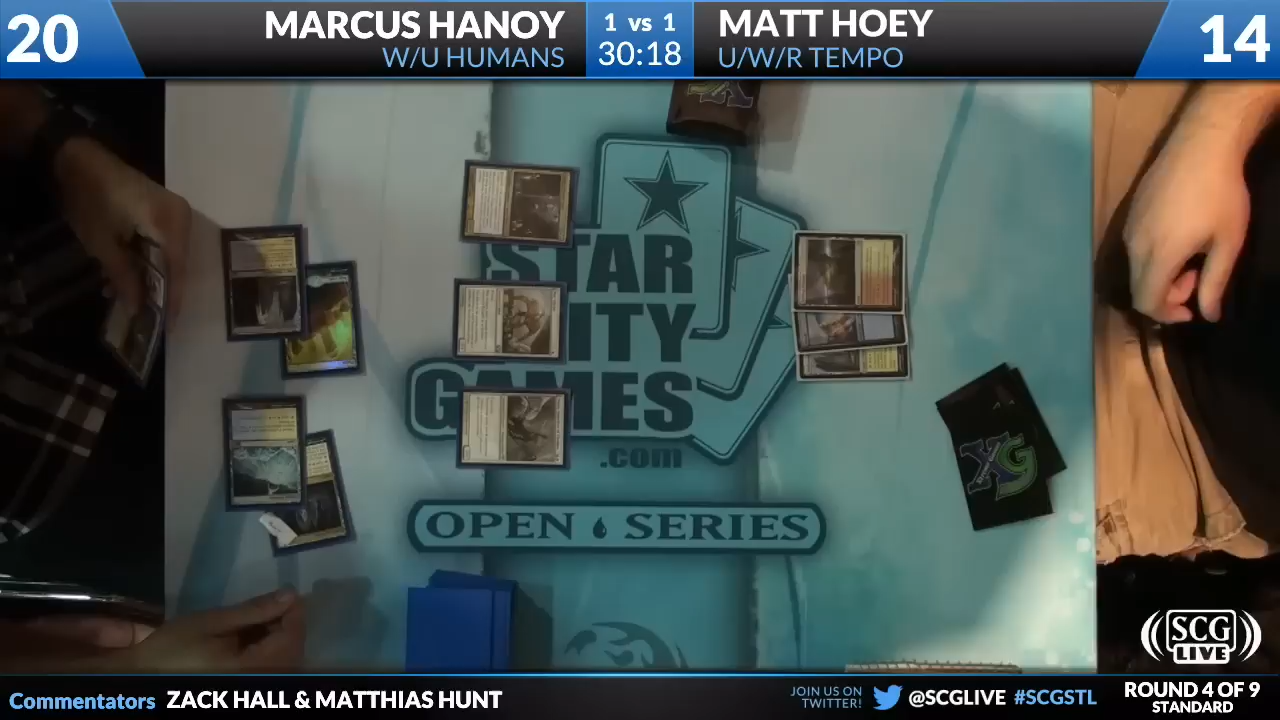 20
MARCUS HANOY
W/U HUMANS
1 vs 1
30:18
MATT HOEY
U/W/R TEMPO
14
STAR
CITY
GAMES
.com
OPEN SERIES
XG
SCG
LIVE
Commentators ZACK HALL & MATTHIAS HUNT
JOIN US ON
TWITTER!
@SCGLIVE #SCGSTL
ROUND 4 OF 9
STANDARD